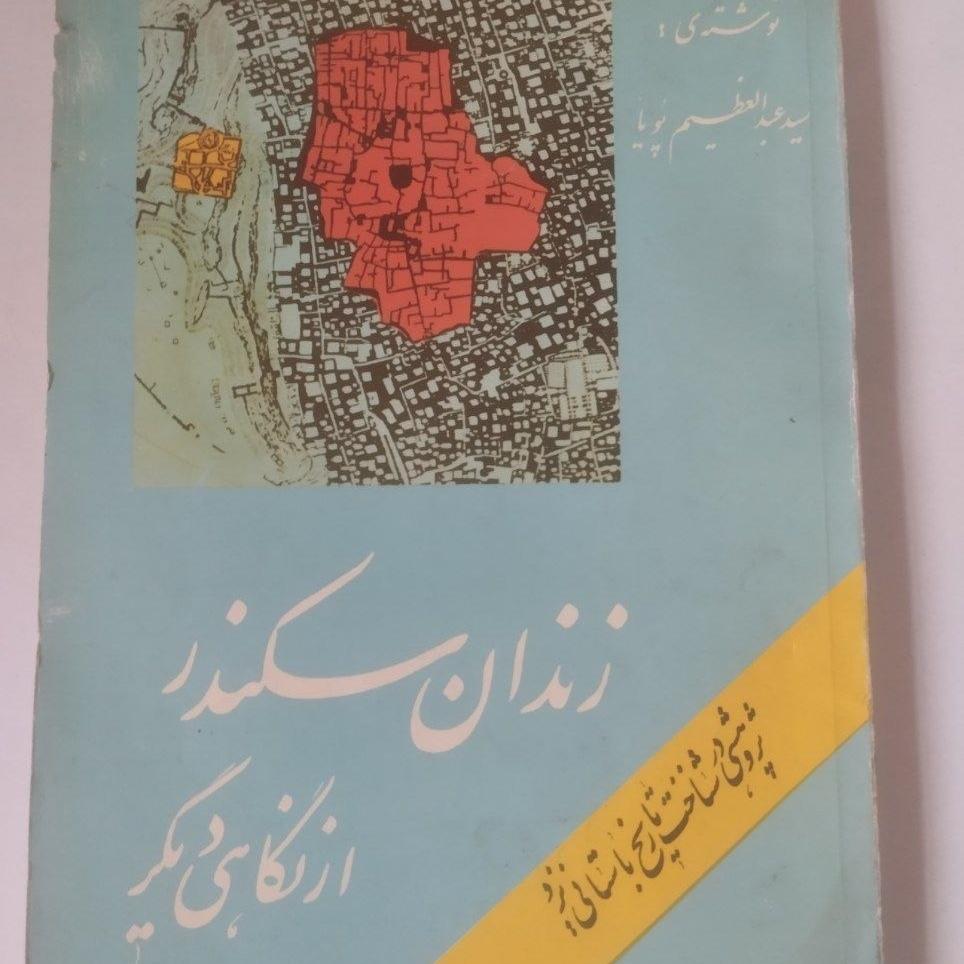 نوشته‌ی :
سید عبدالعظیم پویا
زندان سکندر
از نگاهی دیگر
پژوهشی در شناخت تاریخ باستانی یزد